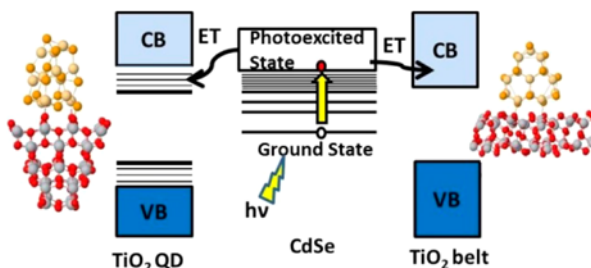 CB
ET
Photoexcited
State
ET
CB
Ground State
VB
hν
VB
CdSe
TiO₂ QD
TiO₂ belt